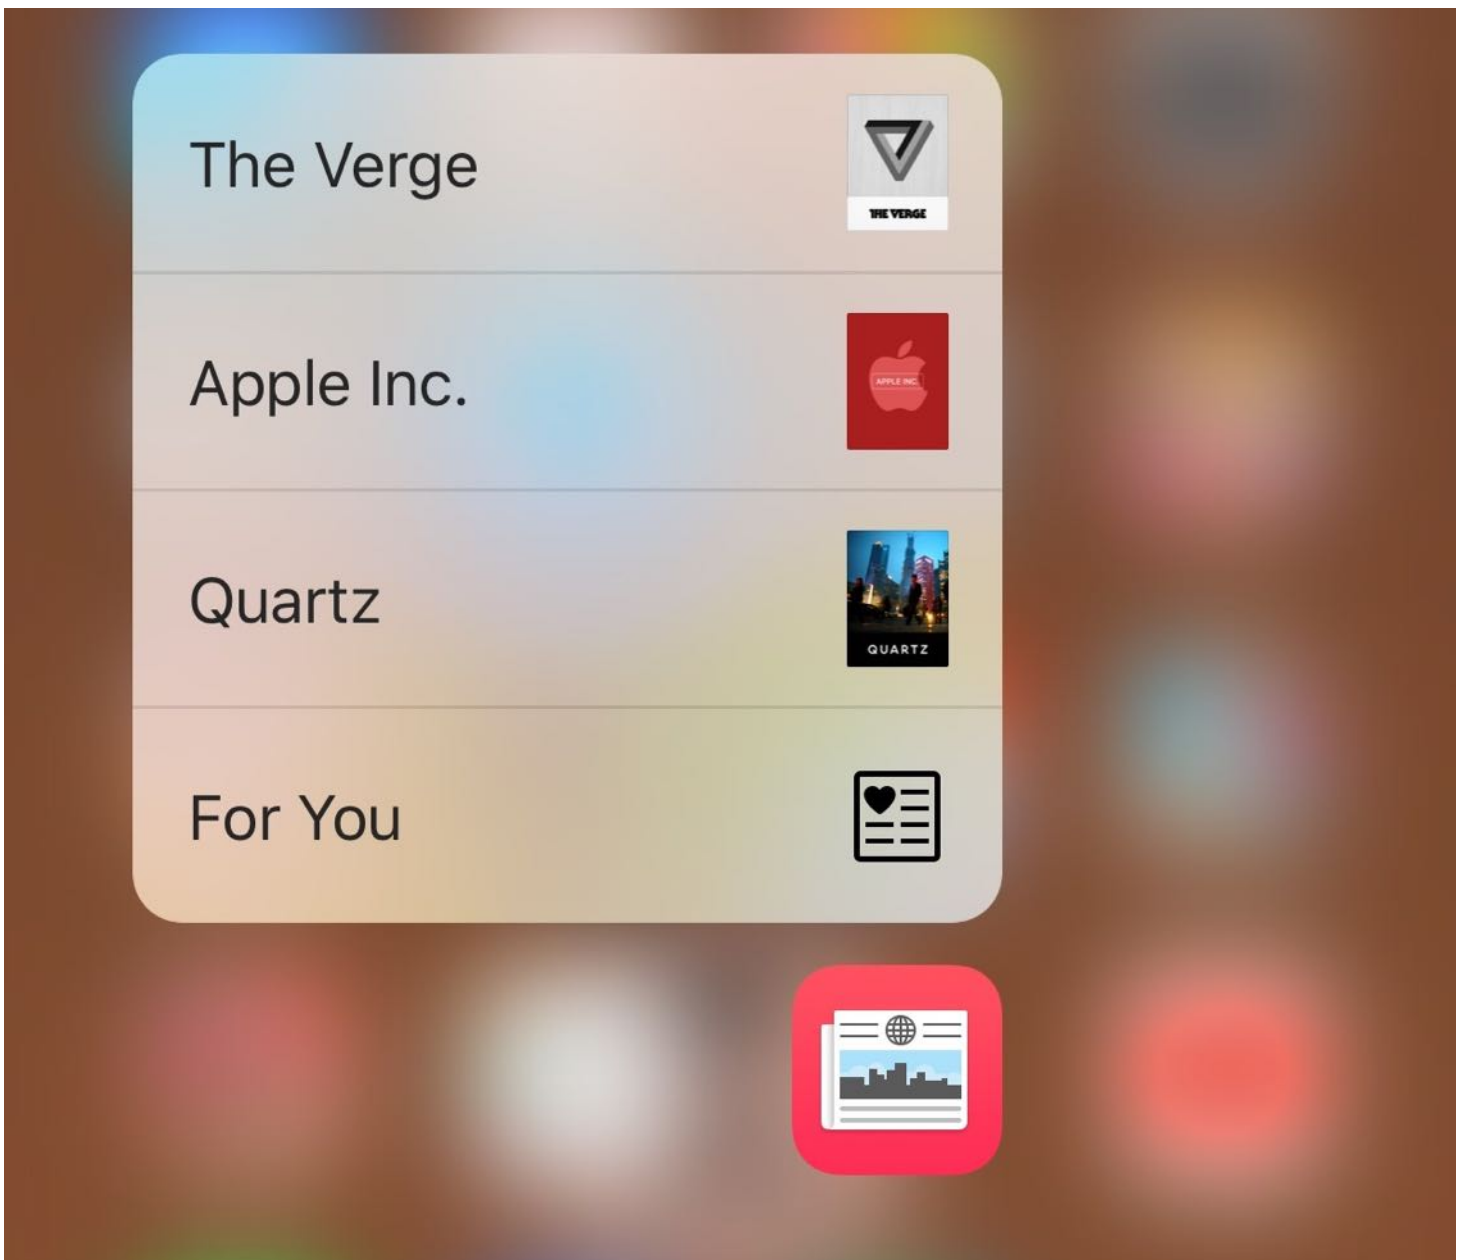 The Verge
THE VERGE
Apple Inc.
APPLE INC.
Quartz
QUARTZ
For You